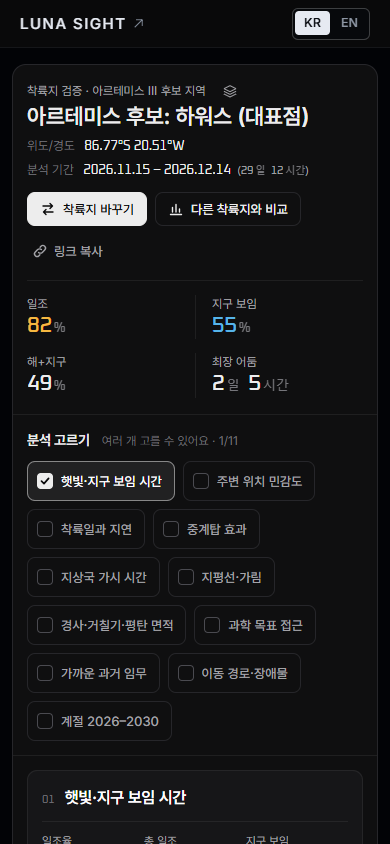 LUNA SIGHT ↗
KR EN
착륙지 검증 · 아르테미스 III 후보 지역
아르테미스 후보: 하워스 (대표점)
위도/경도 86.77°S 20.51°W
분석 기간 2026.11.15 – 2026.12.14 (29일 12시간)
착륙지 바꾸기 다른 착륙지와 비교
링크 복사
일조 지구 보임
82% 55%
해+지구 최장 어둠
49% 2일 5시간
분석 고르기 여러 개 고를 수 있어요 · 1/11
햇빛·지구 보임 시간 주변 위치 민감도
착륙일과 지연 중계탑 효과
지상국 가시 시간 지평선·가림
경사·거칠기·평탄 면적 과학 목표 접근
가까운 과거 임무 이동 경로·장애물
계절 2026–2030
01 햇빛·지구 보임 시간
일조율 총 일조 지구 보임